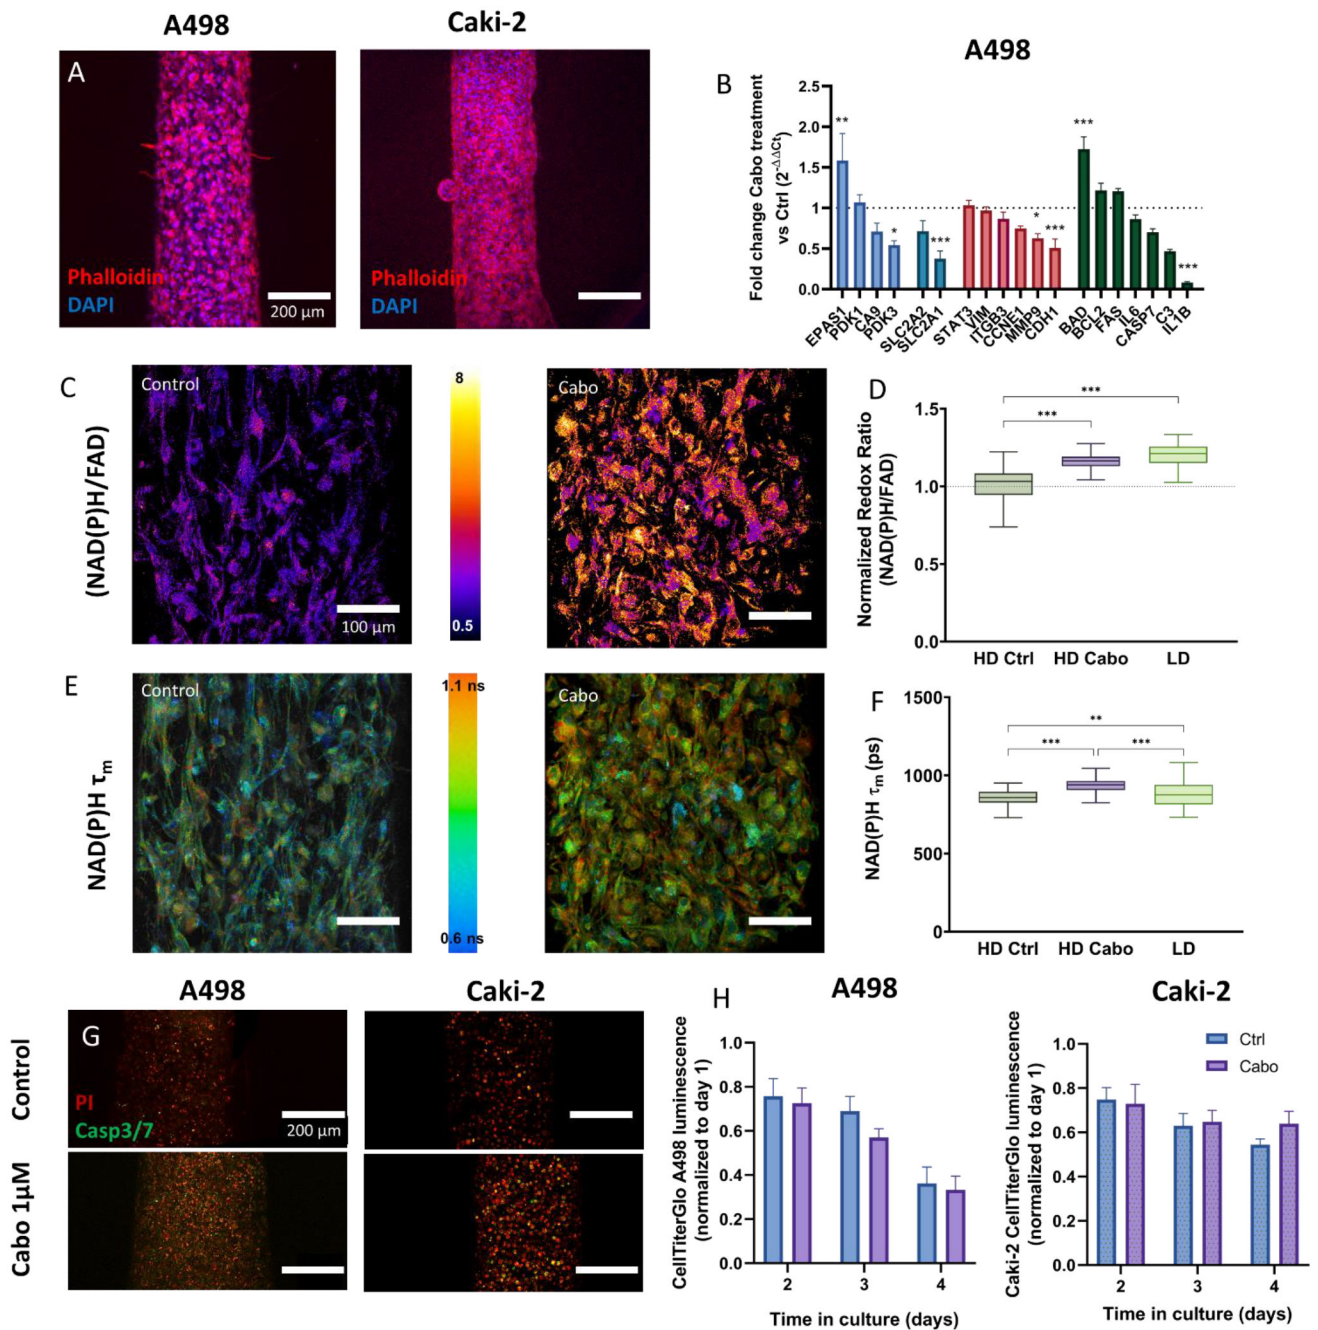 A498
Caki-2
A
Phalloidin
DAPI
200 µm
Phalloidin
DAPI
A498
B
Fold change Cabo treatment
vs Ctrl (2^-ΔΔCt)
2.5
2.0
1.5
1
0.5
0.0
**
*
***
*
***
***
***
EPAS1
PDK1
CA9
PDK3
SLC2A2
SLC2A1
STAT3
VIM
ITGB3
CCNE1
MMP9
CDH1
BAD
BCL2
FAS
IL6
CASP7
C3
IL1B
C
(NAD(P)H/FAD)
Control
100 µm
8
0.5
Cabo
D
Normalized Redox Ratio
(NAD(P)H/FAD)
1.5
1.0
0.5
0.0
***
***
HD Ctrl
HD Cabo
LD
E
NAD(P)H τm
Control
1.1 ns
0.6 ns
Cabo
F
NAD(P)H τm (ps)
1500
1000
500
0
**
***
***
HD Ctrl
HD Cabo
LD
A498
Caki-2
G
Control
PI
Casp3/7
200 µm
Cabo 1µM
H
A498
CellTiterGlo A498 luminescence
(normalized to day 1)
1.0
0.8
0.6
0.4
0.2
0.0
2
3
4
Time in culture (days)
Caki-2
Caki-2 CellTiterGlo luminescence
(normalized to day 1)
1.0
0.8
0.6
0.4
0.2
0.0
Ctrl
Cabo
2
3
4
Time in culture (days)